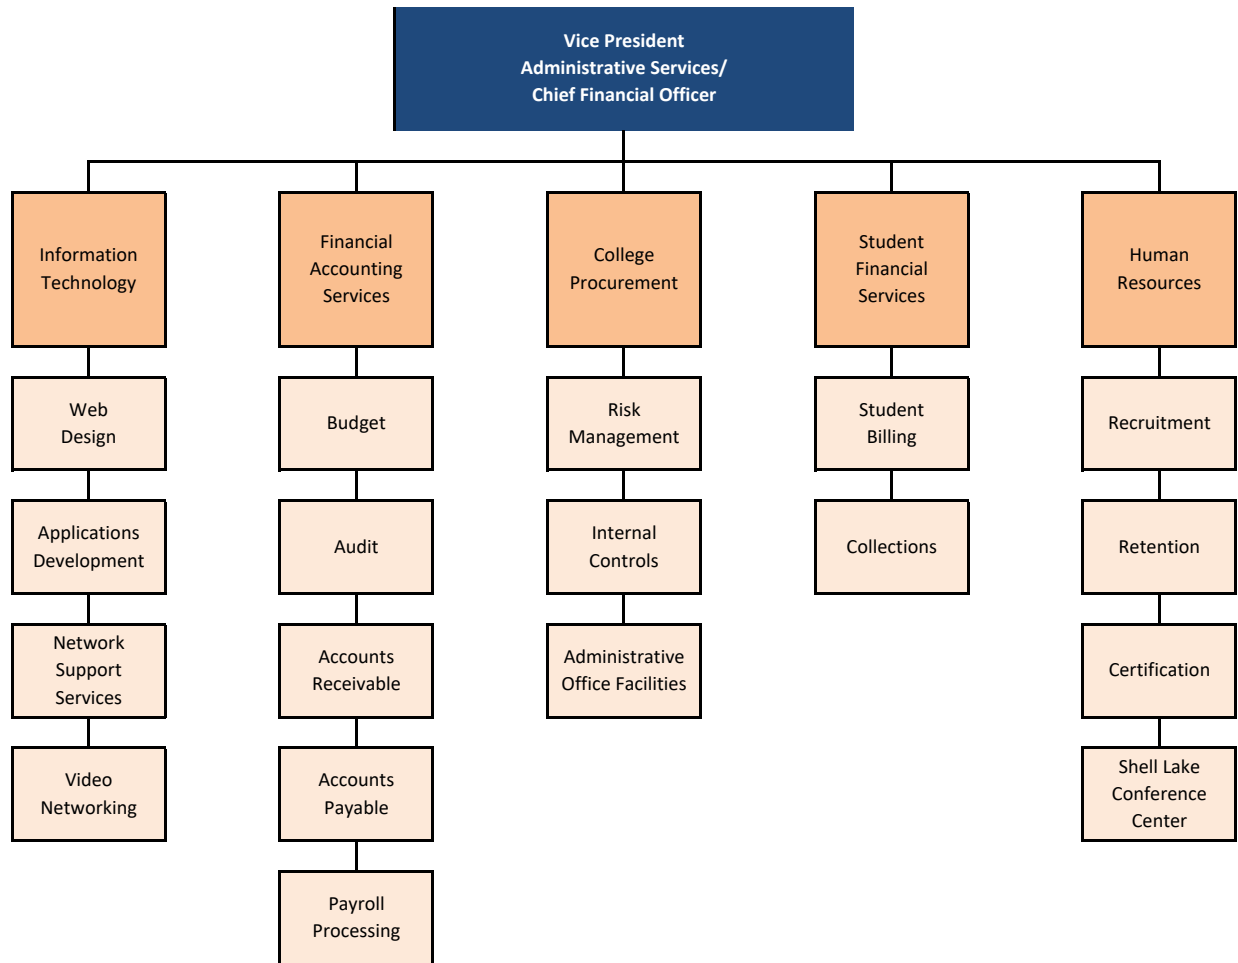 Vice President
Administrative Services/
Chief Financial Officer
Information
Technology
Financial
Accounting
Services
College
Procurement
Student
Financial
Services
Human
Resources
Web
Design
Budget
Risk
Management
Student
Billing
Recruitment
Applications
Development
Audit
Internal
Controls
Collections
Retention
Network
Support
Services
Accounts
Receivable
Administrative
Office Facilities
Certification
Video
Networking
Accounts
Payable
Shell Lake
Conference
Center
Payroll
Processing